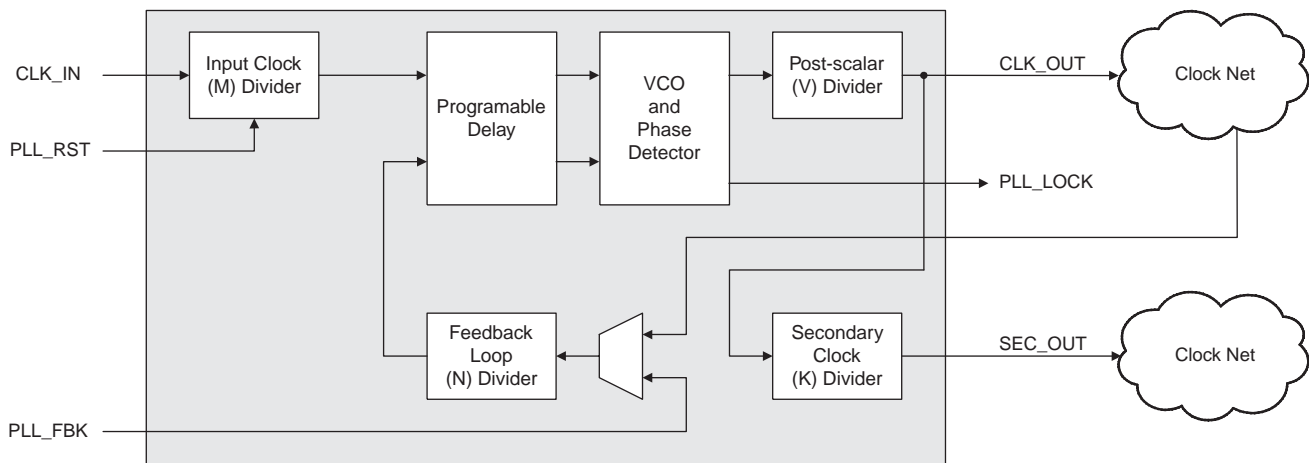 CLK_IN
Input Clock
(M) Divider
PLL_RST
Programable
Delay
VCO
and
Phase
Detector
Post-scalar
(V) Divider
CLK_OUT
Clock Net
PLL_LOCK
Feedback
Loop
(N) Divider
Secondary
Clock
(K) Divider
SEC_OUT
Clock Net
PLL_FBK